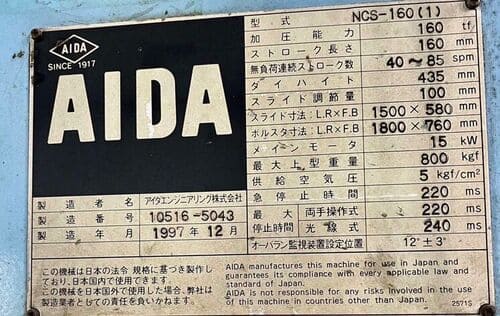 AIDA
SINCE 1917
AIDA
製造者名 アイダエンジニアリング株式会社
製造番号 10516-5043
製造年月 1997年12月
型式 NCS-160(1)
加圧能力 160 tf
ストローク長さ 160 mm
無負荷連続ストローク数 40～85 spm
ダイハイト 435 mm
スライド調節量 100 mm
スライド寸法:L.R×F.B 1500×580 mm
ボルスタ寸法:L.R×F.B 1800×760 mm
メインモータ 15 kW
最大上型重量 800 kgf
供給空気圧 5 kgf/cm²
急停止時間 220 ms
最大停止時間 両手操作式 220 ms
光線式 240 ms
オーバラン監視装置設定位置 12°±3°
この機械は日本の法令 規格に基づき製作し
ており、日本国内で使用できます。
この機械を日本国外で使用した場合、弊社は
製造業者としての責任を負いかねます。
AIDA manufactures this machine for use in Japan and
guarantees its compliance with every applicable law and
standard of Japan.
AIDA is not responsible for any risks involved in the use
of this machine in countries other than Japan.
2571S